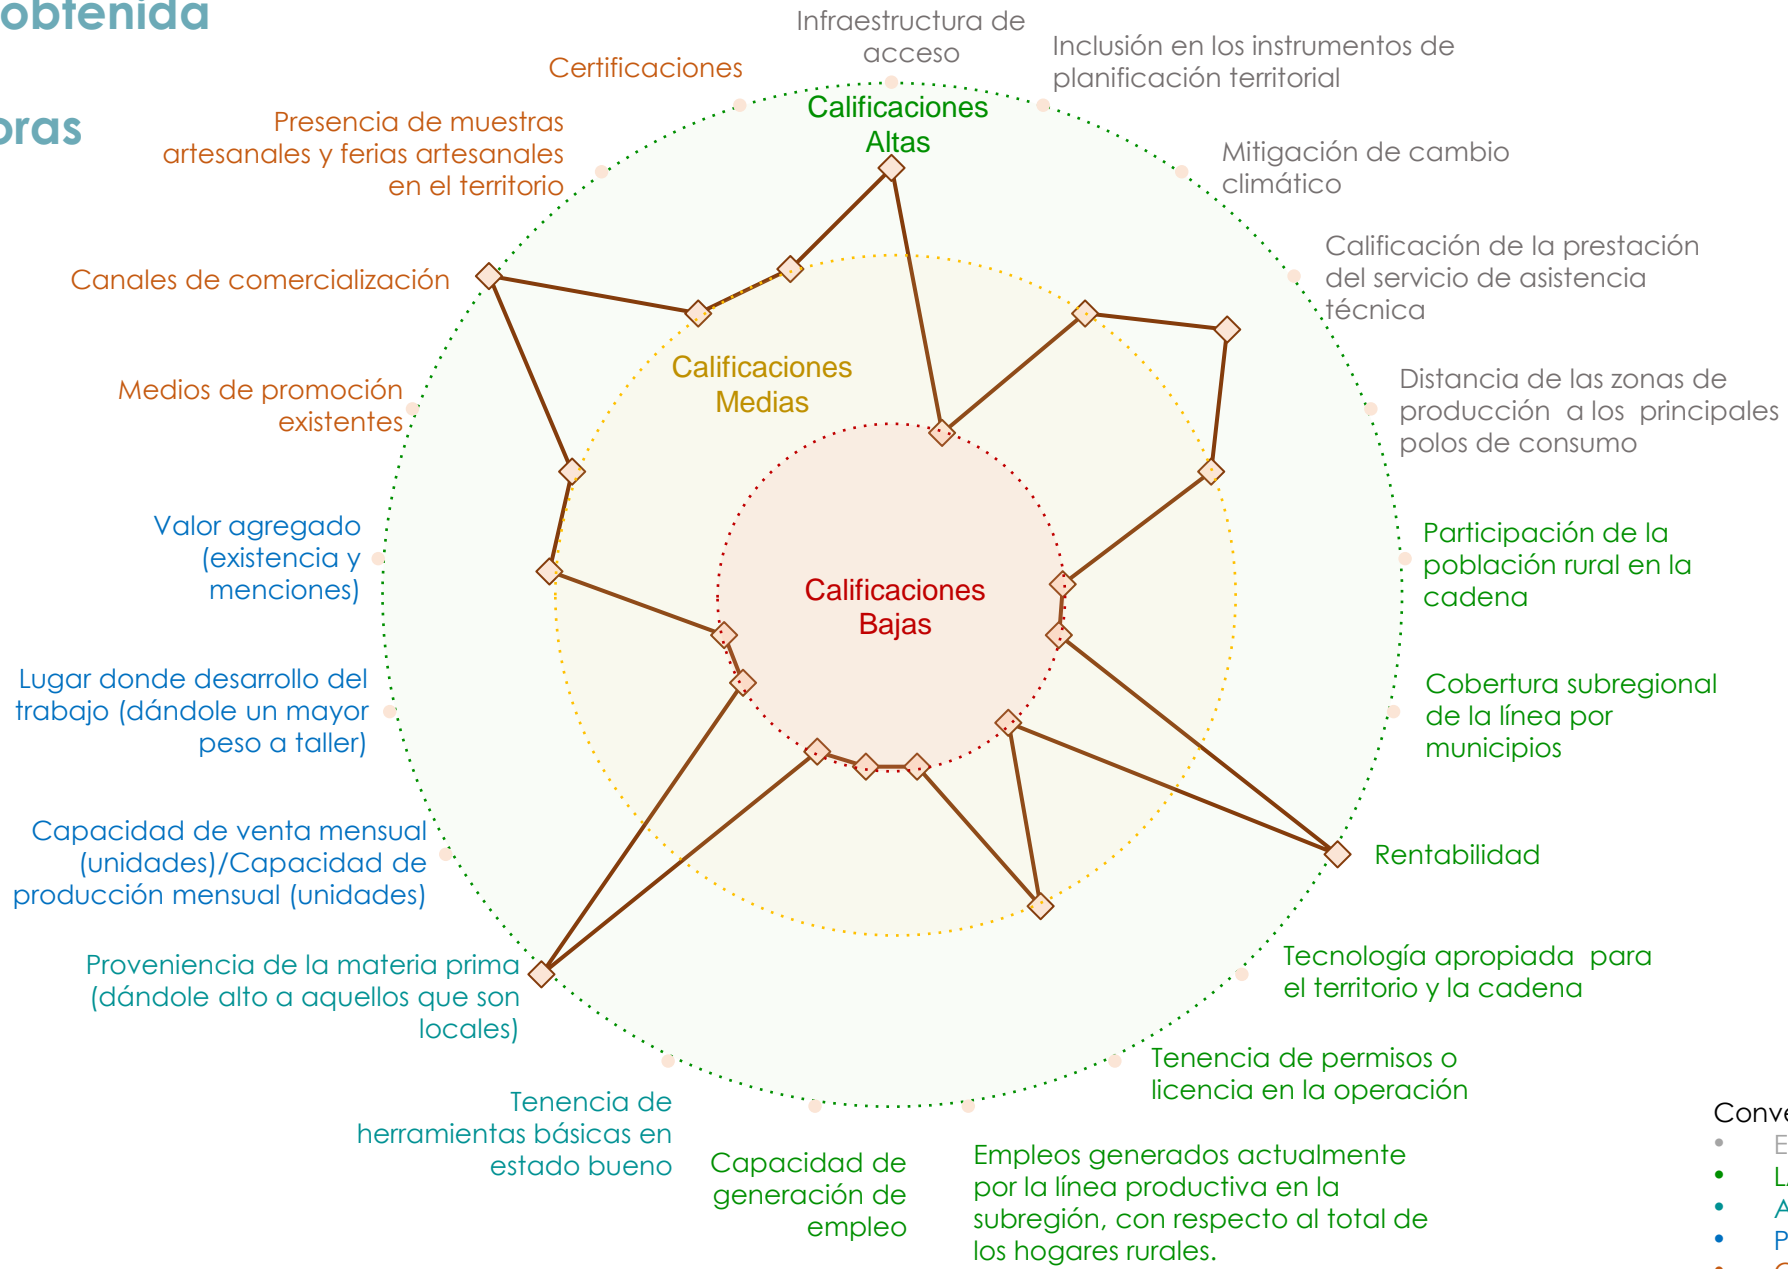 obtenida
oras
Infraestructura de
acceso
Inclusión en los instrumentos de
planificación territorial
Mitigación de cambio
climático
Calificación de la prestación
del servicio de asistencia
técnica
Distancia de las zonas de
producción a los principales
polos de consumo
Participación de la
población rural en la
cadena
Cobertura subregional
de la línea por
municipios
Rentabilidad
Tecnología apropiada para
el territorio y la cadena
Tenencia de permisos o
licencia en la operación
Empleos generados actualmente
por la línea productiva en la
subregión, con respecto al total de
los hogares rurales.
Capacidad de
generación de
empleo
Tenencia de
herramientas básicas en
estado bueno
Proveniencia de la materia prima
(dándole alto a aquellos que son
locales)
Capacidad de venta mensual
(unidades)/Capacidad de
producción mensual (unidades)
Lugar donde desarrollo del
trabajo (dándole un mayor
peso a taller)
Valor agregado
(existencia y
menciones)
Medios de promoción
existentes
Canales de comercialización
Presencia de muestras
artesanales y ferias artesanales
en el territorio
Certificaciones
Calificaciones
Altas
Calificaciones
Medias
Calificaciones
Bajas